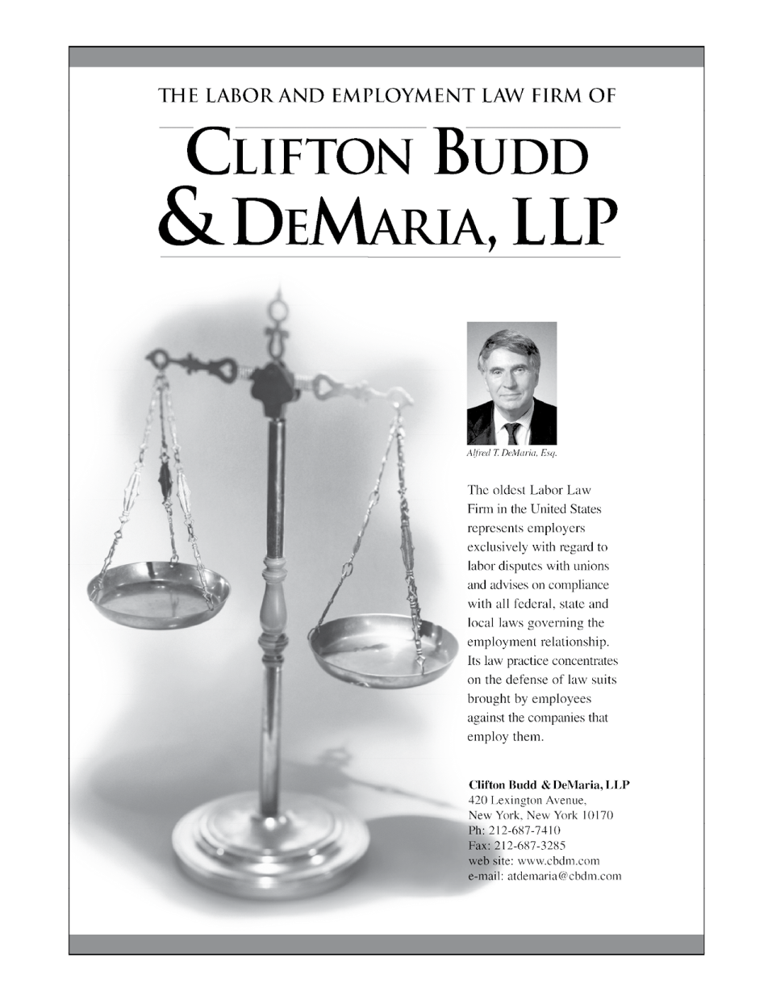 THE LABOR AND EMPLOYMENT LAW FIRM OF
CLIFTON BUDD
& DEMARIA, LLP
Alfred T. DeMaria, Esq.
The oldest Labor Law
Firm in the United States
represents employers
exclusively with regard to
labor disputes with unions
and advises on compliance
with all federal, state and
local laws governing the
employment relationship.
Its law practice concentrates
on the defense of law suits
brought by employees
against the companies that
employ them.
Clifton Budd & DeMaria, LLP
420 Lexington Avenue,
New York, New York 10170
Ph: 212-687-7410
Fax: 212-687-3285
web site: www.cbdm.com
e-mail: atdemaria@cbdm.com